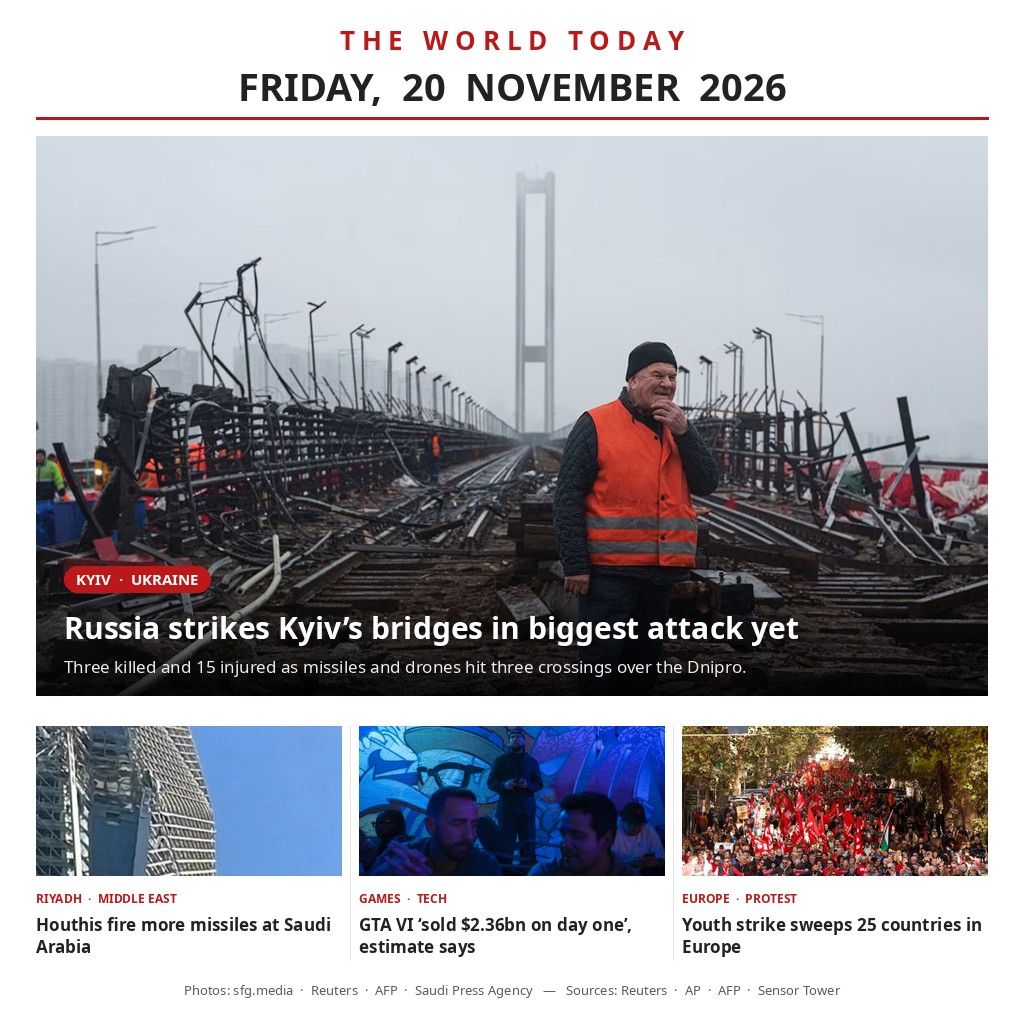 THE WORLD TODAY
FRIDAY, 20 NOVEMBER 2026
KYIV · UKRAINE
Russia strikes Kyiv’s bridges in biggest attack yet
Three killed and 15 injured as missiles and drones hit three crossings over the Dnipro.
RIYADH · MIDDLE EAST
Houthis fire more missiles at Saudi
Arabia
GAMES · TECH
GTA VI ‘sold $2.36bn on day one’,
estimate says
EUROPE · PROTEST
Youth strike sweeps 25 countries in
Europe
Photos: sfg.media · Reuters · AFP · Saudi Press Agency — Sources: Reuters · AP · AFP · Sensor Tower